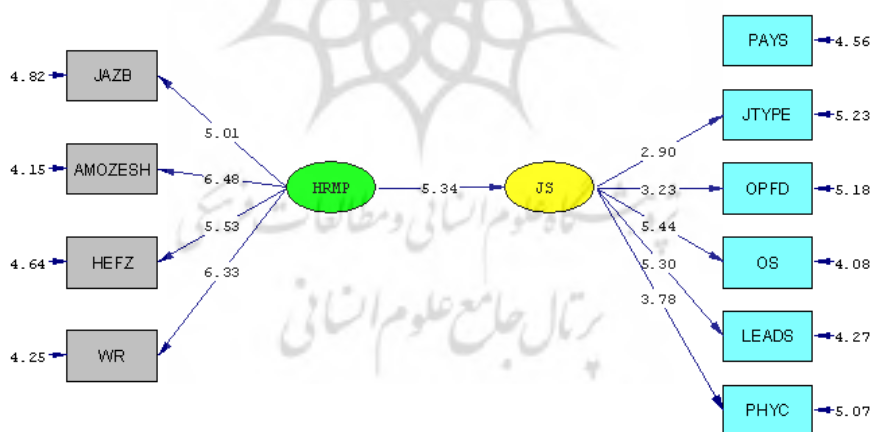 PAYS 4.56
4.82 JAZB
JTYPE 5.23
5.01
2.90
4.15 AMOZESH 6.48
HRMP 5.34 JS
3.23 OPFD 5.18
5.53
5.44
4.64 HEFZ
OS 4.08
6.33
5.30
3.78
LEADS 4.27
4.25 WR
PHYC 5.07
پژوهشگاه علوم انسانی و مطالعات فرهنگی
پرتال جامع علوم انسانی